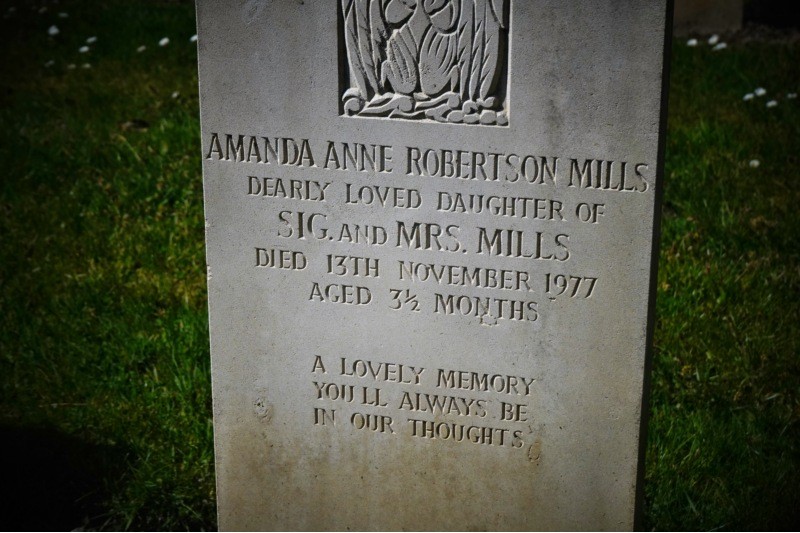 AMANDA ANNE ROBERTSON MILLS
DEARLY LOVED DAUGHTER OF
SIG. AND MRS. MILLS
DIED 13TH NOVEMBER 1977
AGED 3½ MONTHS
A LOVELY MEMORY
YOU'LL ALWAYS BE
IN OUR THOUGHTS